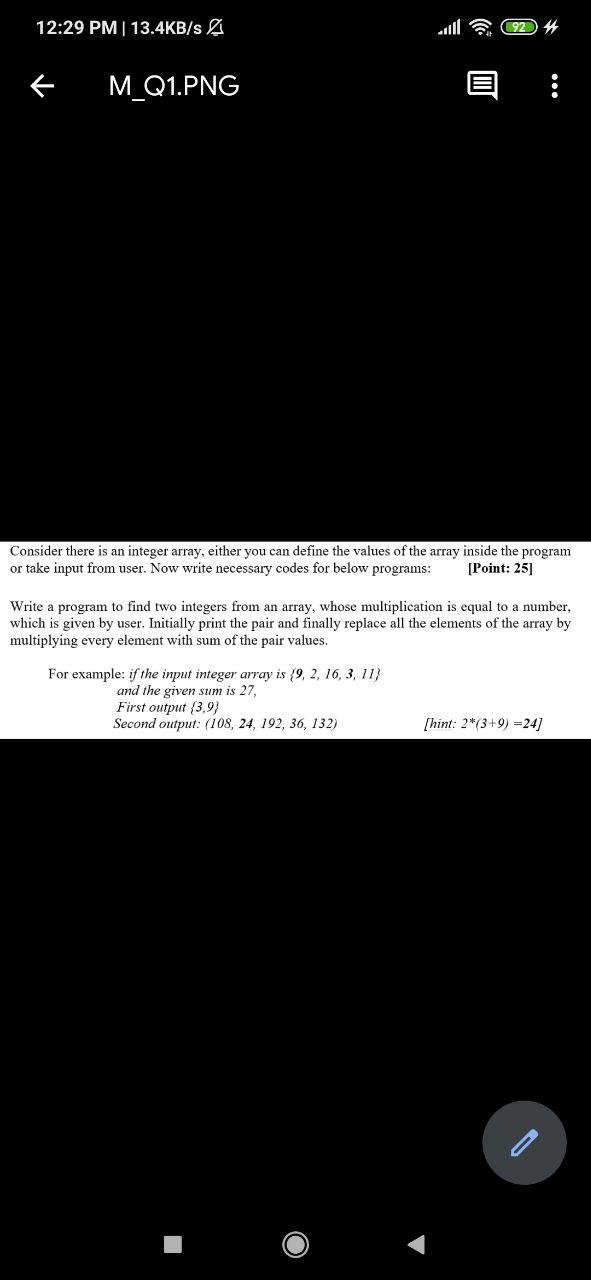 12:29 PM | 13.4KB/s
92
M_Q1.PNG
Consider there is an integer array, either you can define the values of the array inside the program
or take input from user. Now write necessary codes for below programs: [Point: 25]
Write a program to find two integers from an array, whose multiplication is equal to a number,
which is given by user. Initially print the pair and finally replace all the elements of the array by
multiplying every element with sum of the pair values.
For example: if the input integer array is {9, 2, 16, 3, 11}
and the given sum is 27,
First output {3,9}
Second output: (108, 24, 192, 36, 132) [hint: 2*(3+9) =24]